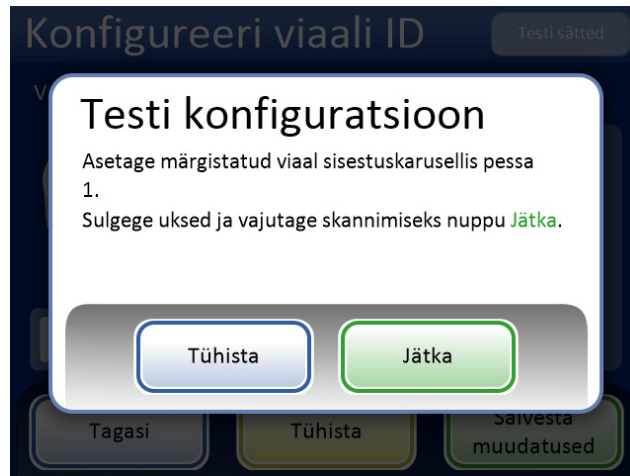 Konfigureeri viaali ID
Testi sätted
V
Testi konfiguratsioon
Asetage märgistatud viaal sisestuskarusellis pessa
1.
Sulgege uksed ja vajutage skannimiseks nuppu Jätka.
Tühista
Jätka
Tagasi
Tühista
Salvesta
muudatused